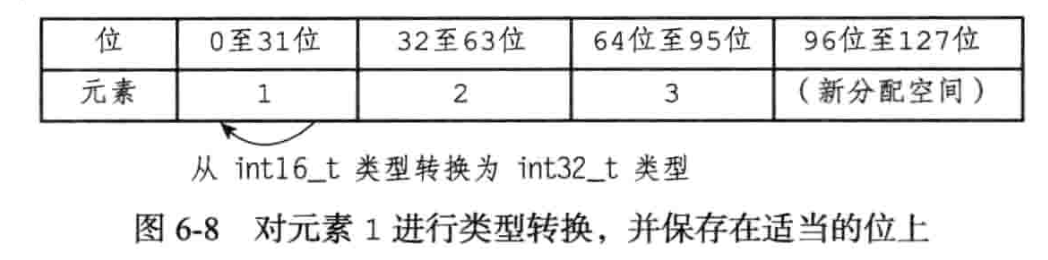 位 0至31位 32至63位 64位至95位 96位至127位
元素 1 2 3 (新分配空间)
从 int16_t 类型转换为 int32_t 类型
图 6-8 对元素 1 进行类型转换，并保存在适当的位上